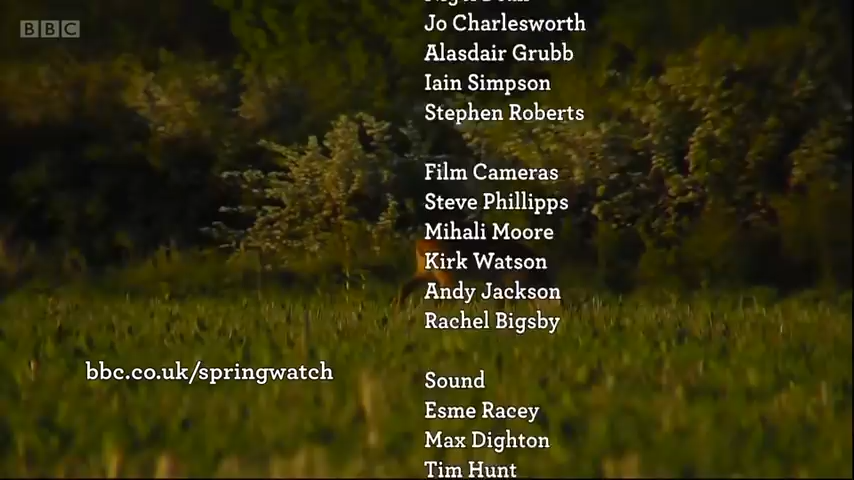 BBC
Jo Charlesworth
Alasdair Grubb
Iain Simpson
Stephen Roberts
Film Cameras
Steve Phillipps
Mihali Moore
Kirk Watson
Andy Jackson
Rachel Bigsby
bbc.co.uk/springwatch
Sound
Esme Racey
Max Dighton
Tim Hunt